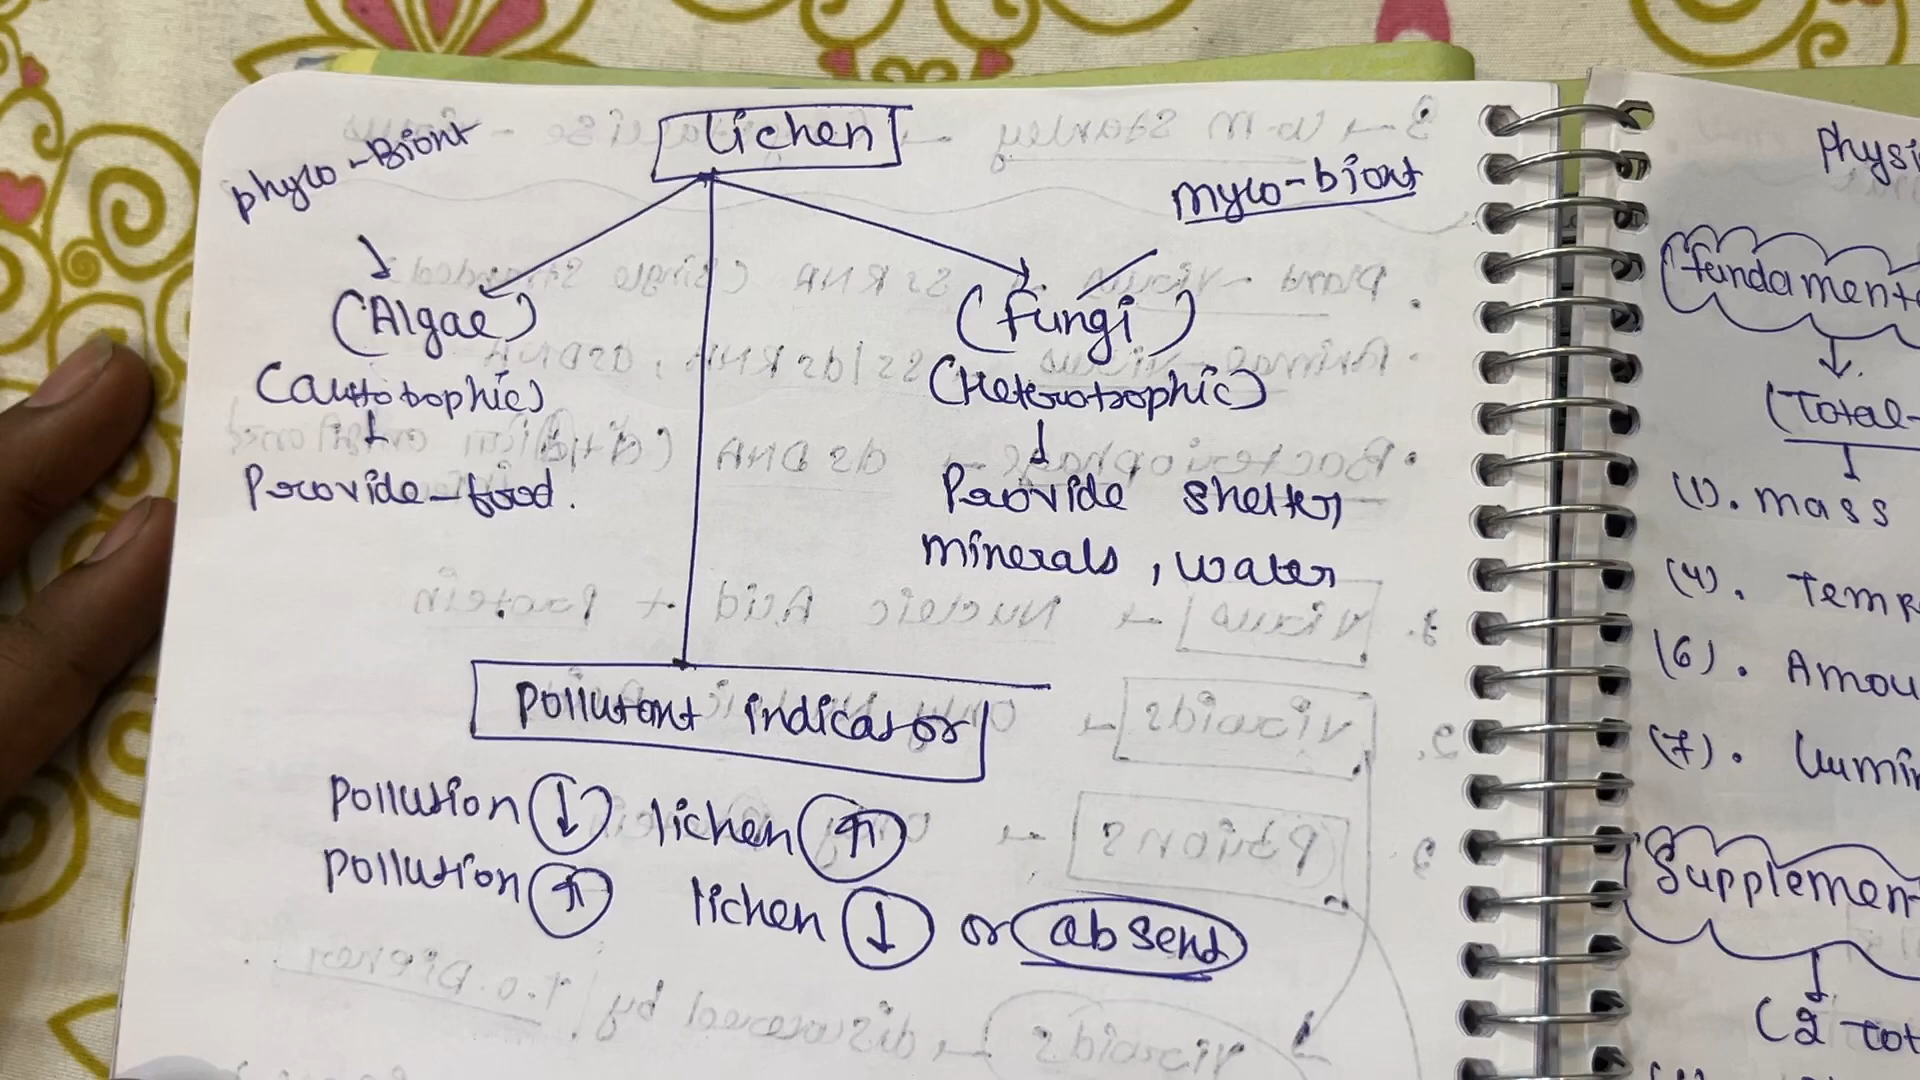 Lichen
phyco-Biont
myco-biont
(Algae)
(Fungi)
(autotrophic)
(Heterotrophic)
Provide-food.
Provide shelter
minerals, water
Pollutant indicator
Pollution ↓ lichen ↑
Pollution ↑ lichen ↓ or absent
Physi
fundament
(Total-
(1). mass
(4). Temp
(6). Amou
(7). Lumin
Supplement
(2 Tot